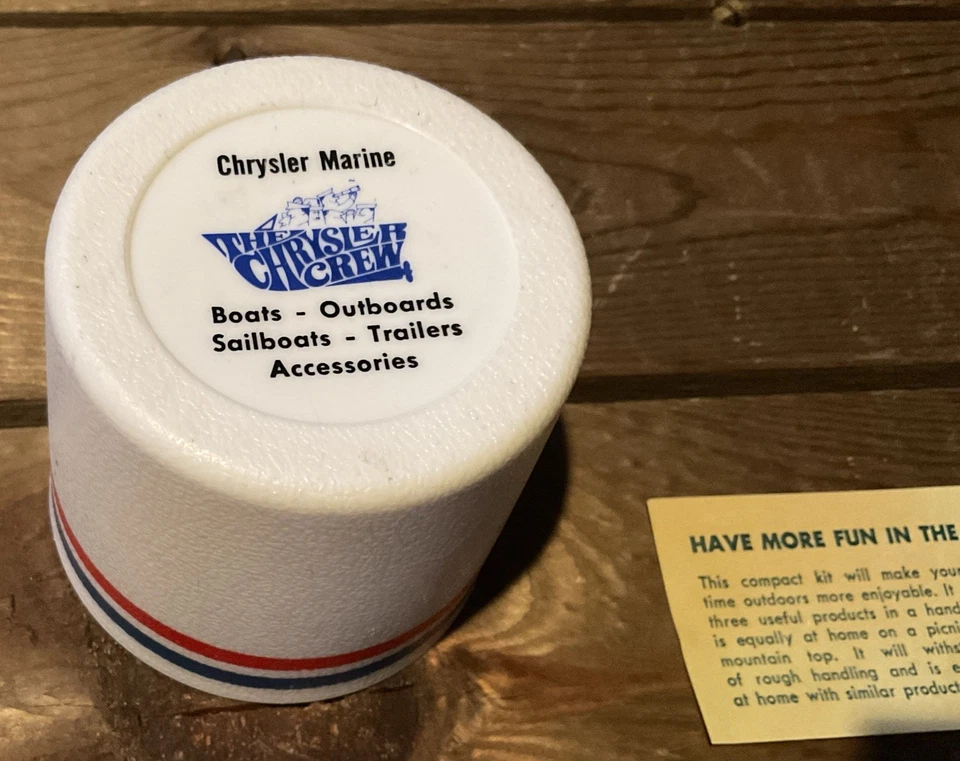 Chrysler Marine
THE
CHRYSLER
CREW
Boats - Outboards
Sailboats - Trailers
Accessories
HAVE MORE FUN IN THE
This compact kit will make your
time outdoors more enjoyable. It
three useful products in a hand
is equally at home on a picni
mountain top. It will withs
of rough handling and is e
at home with similar product